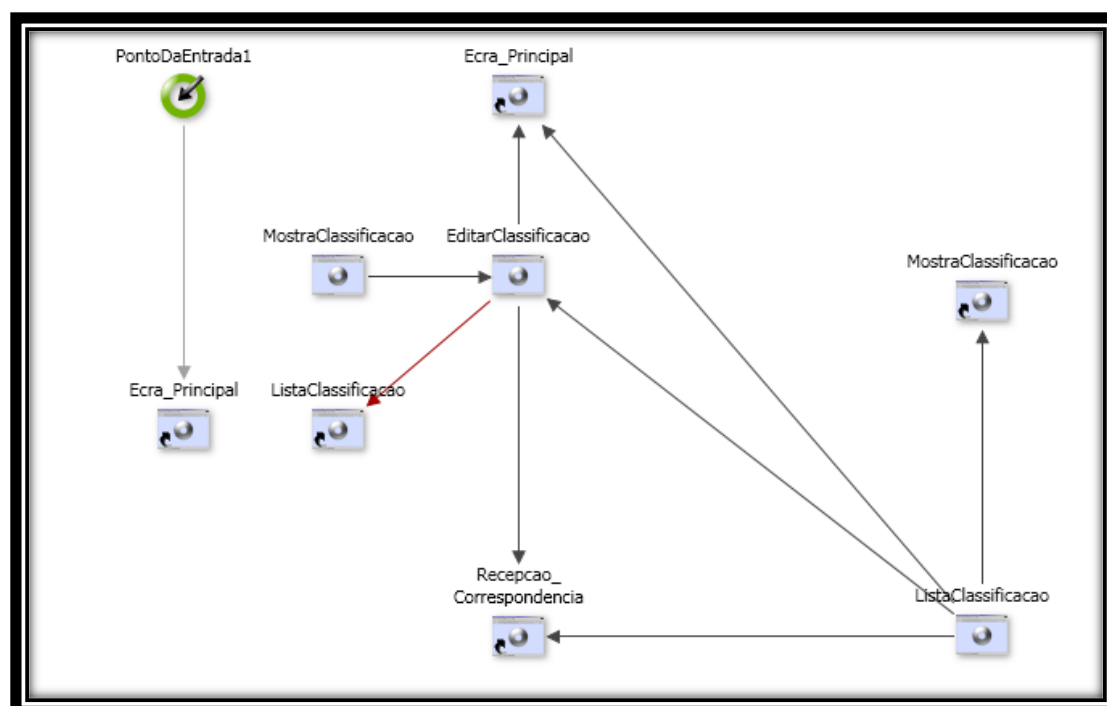 PontoDaEntrada1
Ecra_Principal
MostraClassificacao
EditarClassificacao
MostraClassificacao
Ecra_Principal
ListaClassificacao
Recepcao_
Correspondencia
ListaClassificacao